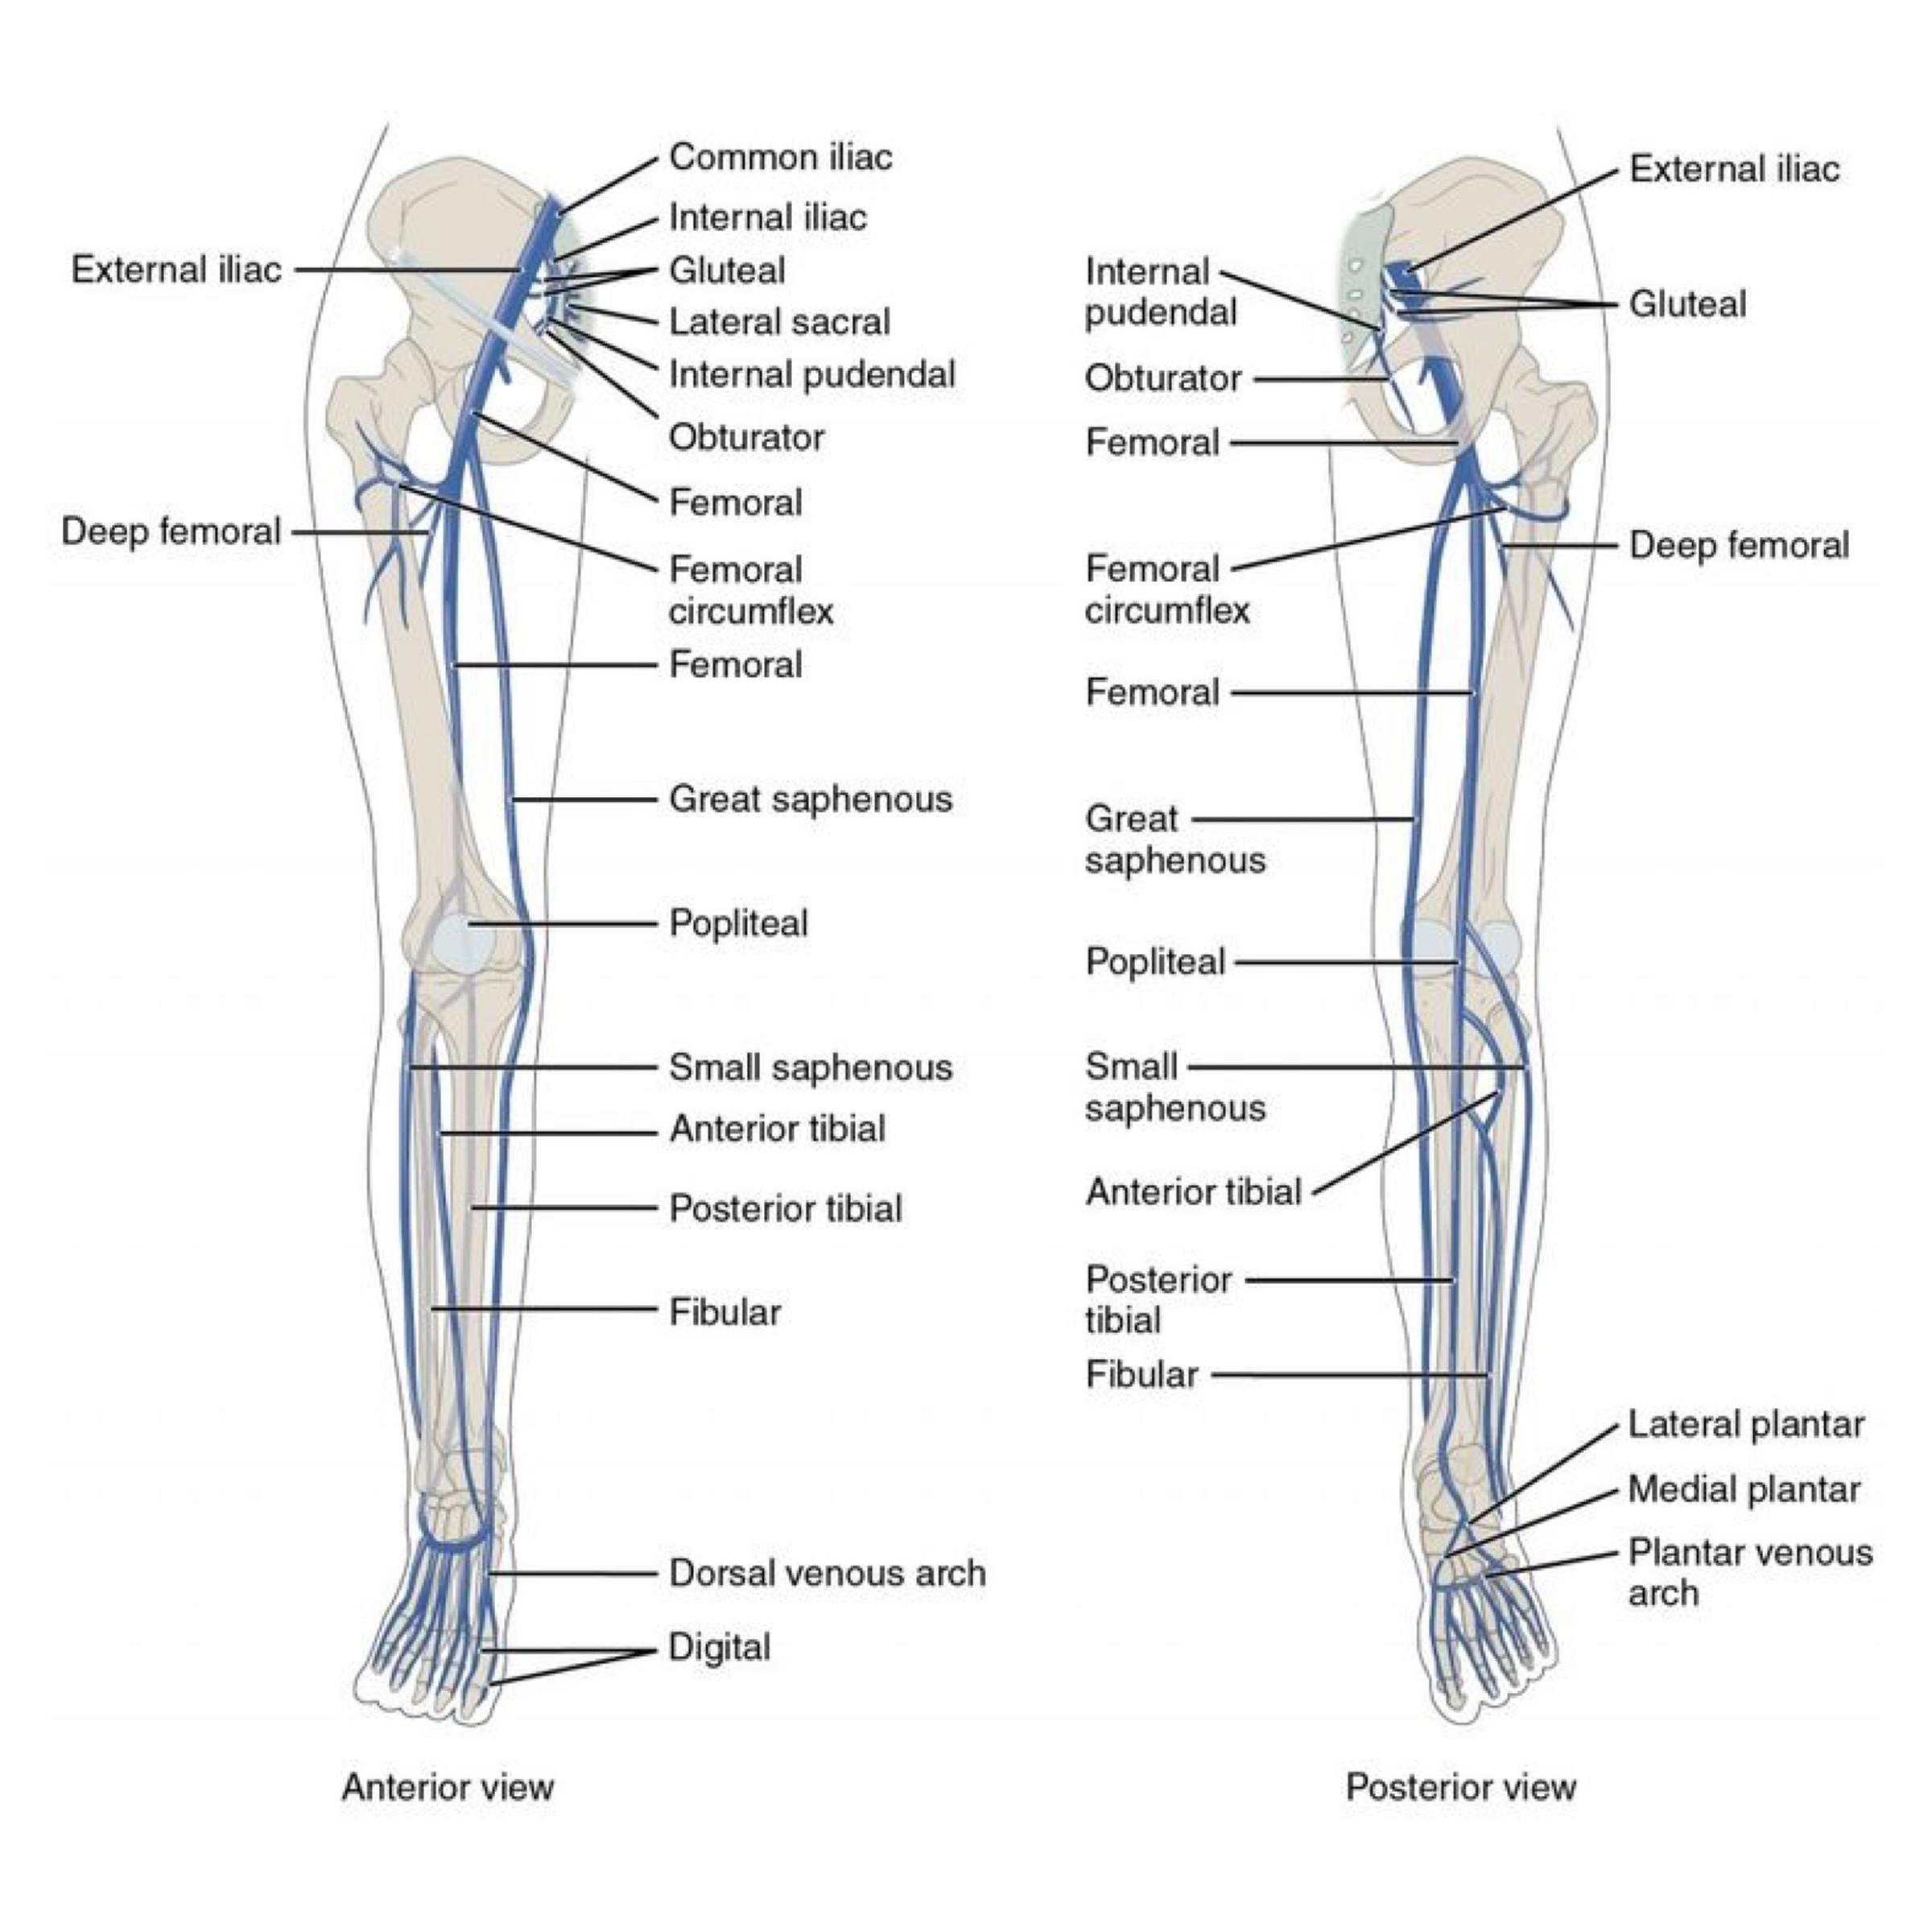 Common iliac
Internal iliac
External iliac
Gluteal
Lateral sacral
Internal pudendal
Obturator
Femoral
Deep femoral
Femoral
circumflex
Femoral
Great saphenous
Popliteal
Small saphenous
Anterior tibial
Posterior tibial
Fibular
Dorsal venous arch
Digital
Anterior view
External iliac
Internal
pudendal
Gluteal
Obturator
Femoral
Deep femoral
Femoral
circumflex
Femoral
Great
saphenous
Popliteal
Small
saphenous
Anterior tibial
Posterior
tibial
Fibular
Lateral plantar
Medial plantar
Plantar venous
arch
Posterior view